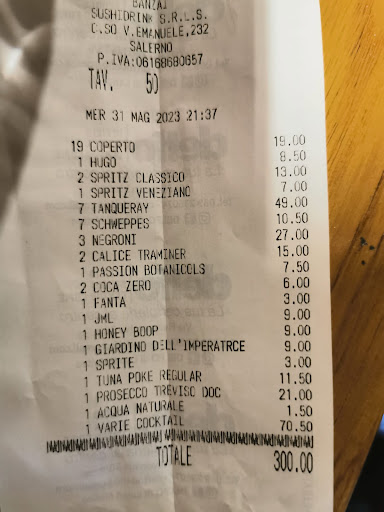 BANZAI
SUSHIDRINK S.R.L.S.
C.SO V.EMANUELE,232
SALERNO
P.IVA:06168680657
TAV. 50
MER 31 MAG 2023 21:37
19 COPERTO 19.00
1 HUGO 8.50
2 SPRITZ CLASSICO 13.00
1 SPRITZ VENEZIANO 7.00
7 TANQUERAY 49.00
7 SCHWEPPES 10.50
3 NEGRONI 27.00
2 CALICE TRAMINER 15.00
1 PASSION BOTANICOLS 7.50
2 COCA ZERO 6.00
1 FANTA 3.00
1 JML 9.00
1 HONEY BOOP 9.00
1 GIARDINO DELL'IMPERATRCE 9.00
1 SPRITE 3.00
1 TUNA POKE REGULAR 11.50
1 PROSECCO TREVISO DOC 21.00
1 ACQUA NATURALE 1.50
1 VARIE COCKTAIL 70.50
TOTALE 300.00